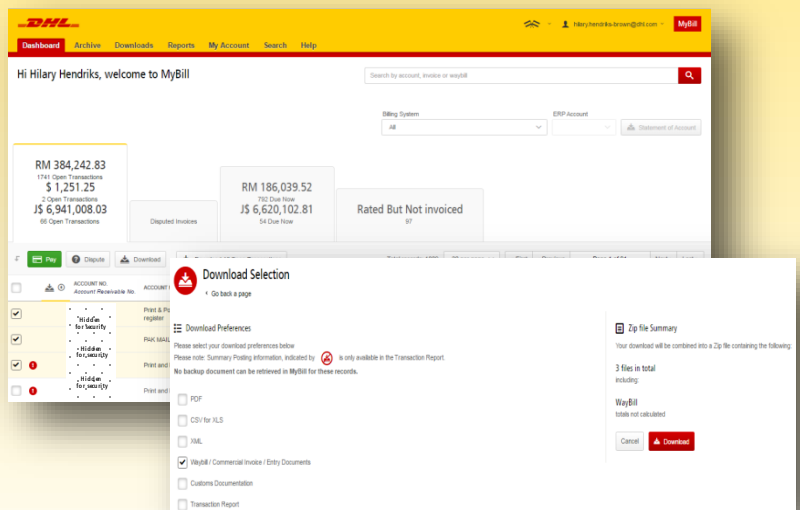 DHL
hilary.hendriks-brown@dhl.com
MyBill
Dashboard Archive Downloads Reports My Account Search Help
Hi Hilary Hendriks, welcome to MyBill
Search by account, invoice or waybill
Billing System
ERP Account
All
Statement of Account
RM 384,242.83
1741 Open Transactions
$ 1,251.25
2 Open Transactions
J$ 6,941,008.03
66 Open Transactions
Disputed Invoices
RM 186,039.52
792 Due Now
J$ 6,620,102.81
54 Due Now
Rated But Not invoiced
97
Pay Dispute Download
ACCOUNT NO.
Account Receivable No.
ACCOUNT
Hidden
for Security
Print &
register
Hidden
for security
PAK MAIL
1
Print and
Hidden
for security
1
Print and
Download Selection
Go back a page
Download Preferences
Please select your download preferences below
Please note: Summary Posting information, indicated by is only available in the Transaction Report.
No backup document can be retrieved in MyBill for these records.
PDF
CSV for XLS
XML
Waybill / Commercial Invoice / Entry Documents
Customs Documentation
Transaction Report
Zip file Summary
Your download will be combined into a Zip file containing the following:
3 files in total
including:
WayBill
totals not calculated
Cancel Download